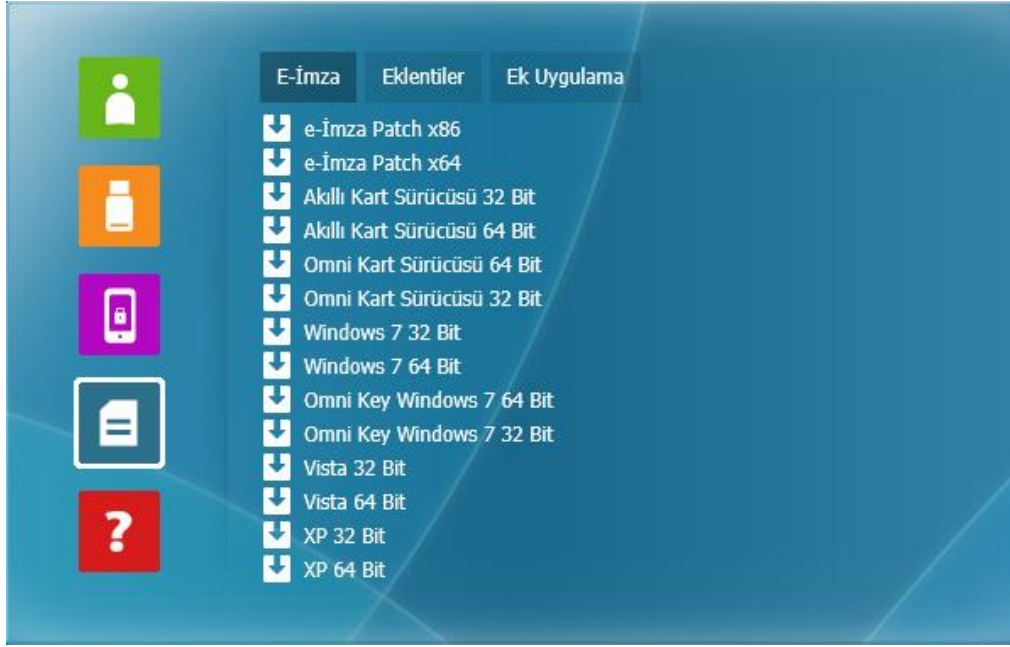 E-İmza Eklentiler Ek Uygulama
e-İmza Patch x86
e-İmza Patch x64
Akıllı Kart Sürücüsü 32 Bit
Akıllı Kart Sürücüsü 64 Bit
Omni Kart Sürücüsü 64 Bit
Omni Kart Sürücüsü 32 Bit
Windows 7 32 Bit
Windows 7 64 Bit
Omni Key Windows 7 64 Bit
Omni Key Windows 7 32 Bit
Vista 32 Bit
Vista 64 Bit
XP 32 Bit
XP 64 Bit
?